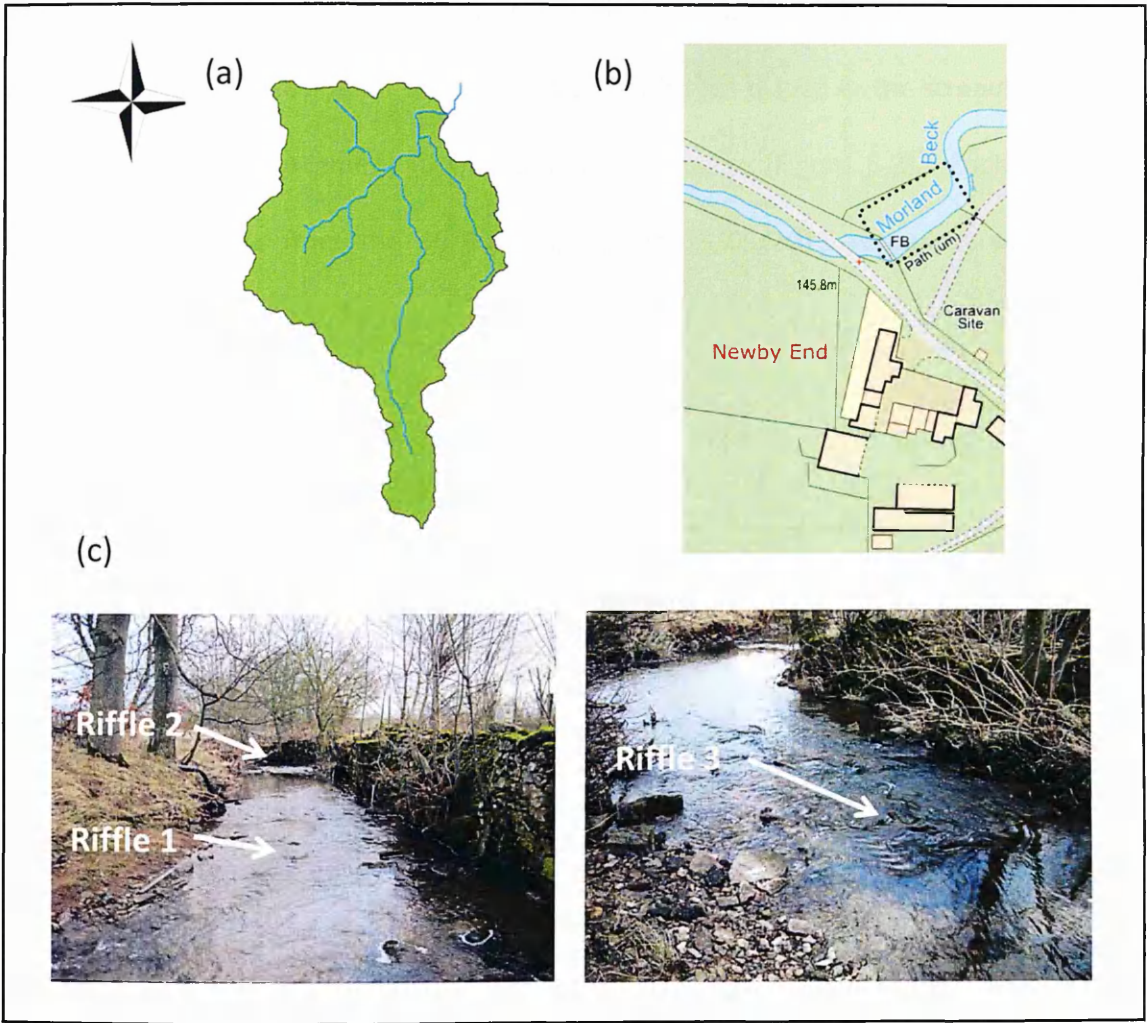 (a)
(b)
Morland
Beck
FB
Path (um)
145.8m
Caravan
Site
Newby End
(c)
Riffle 2
Riffle 1
Riffle 3